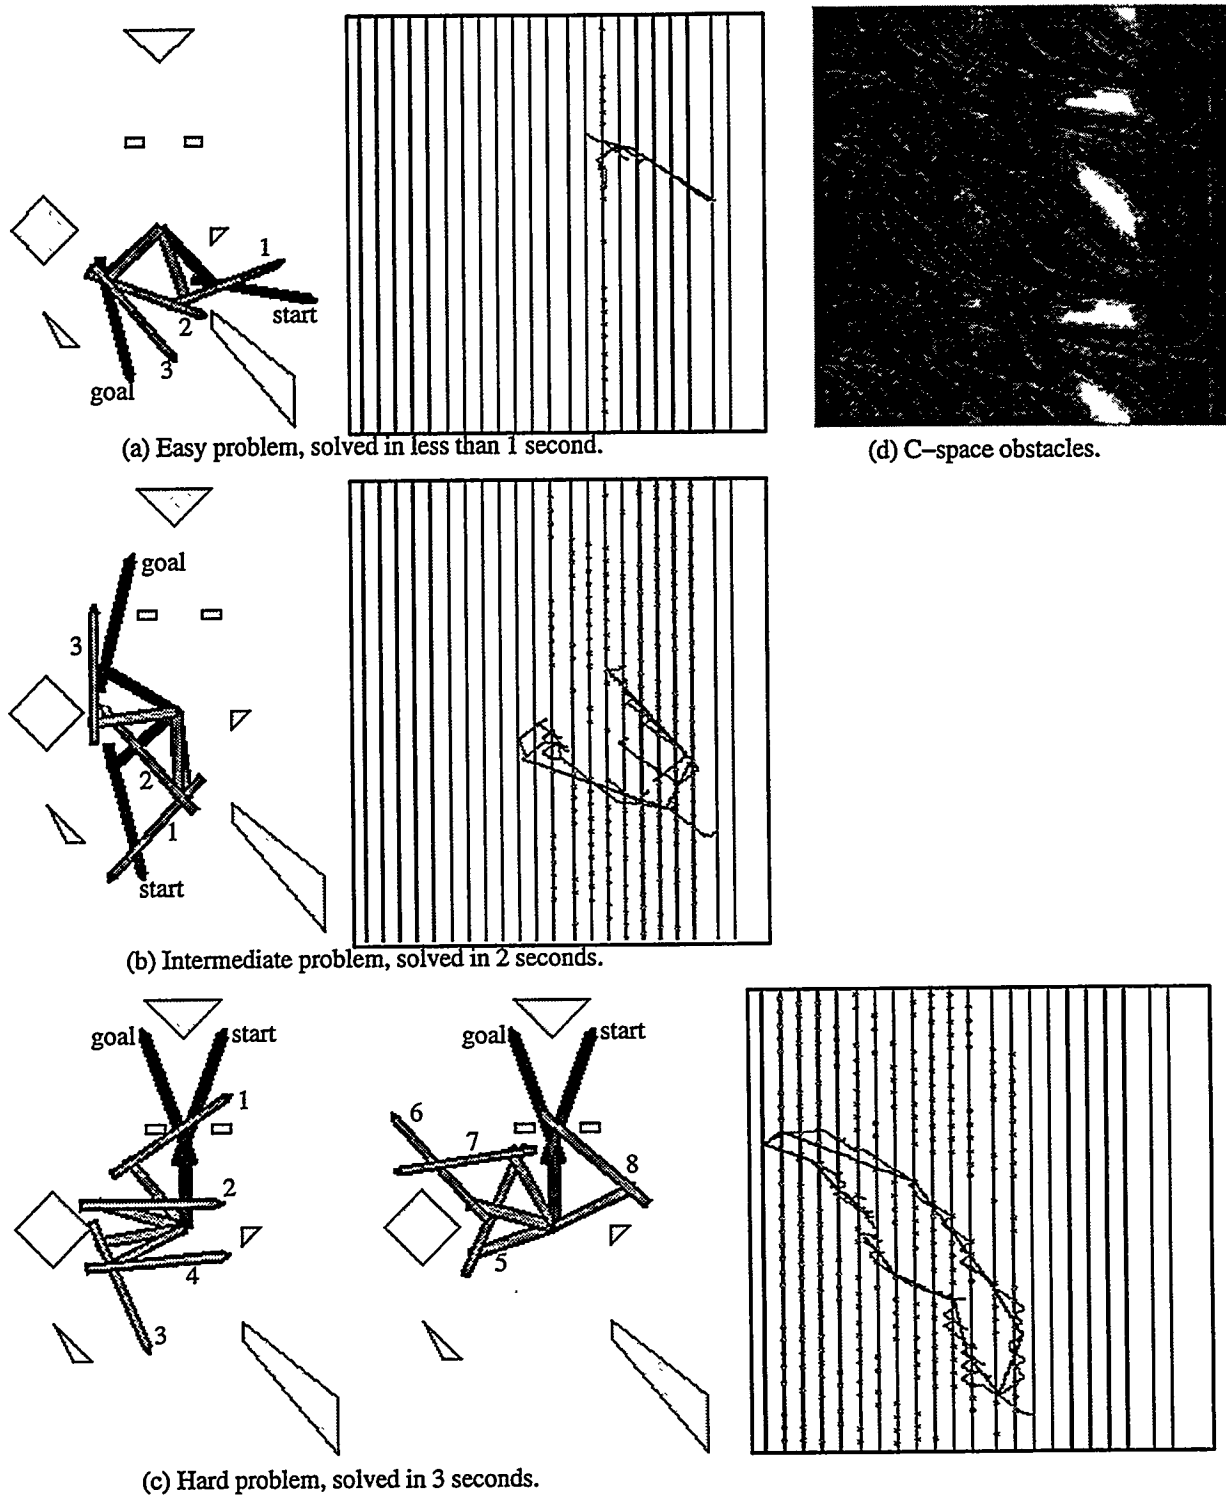 1
start
2
3
goal
(a) Easy problem, solved in less than 1 second.
(d) C–space obstacles.
goal
3
2
1
start
(b) Intermediate problem, solved in 2 seconds.
goal start
1
2
4
3
goal start
6
7
8
5
(c) Hard problem, solved in 3 seconds.